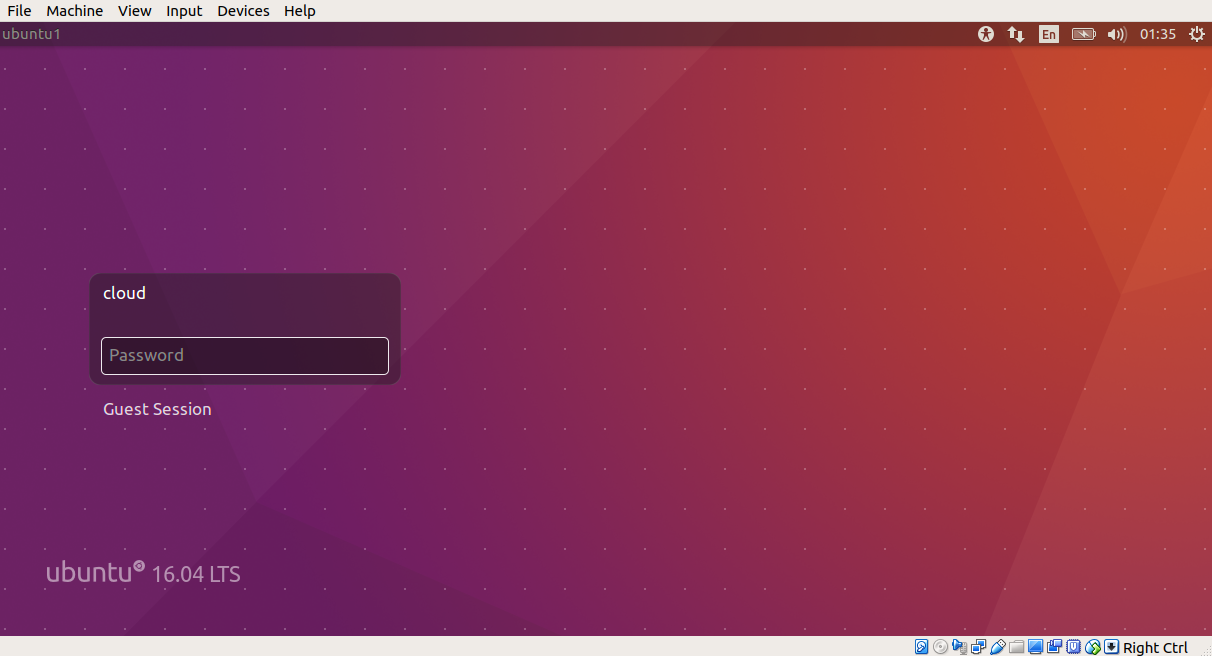 File Machine View Input Devices Help
ubuntu1 En 01:35
cloud
Password
Guest Session
ubuntu 16.04 LTS
Right Ctrl